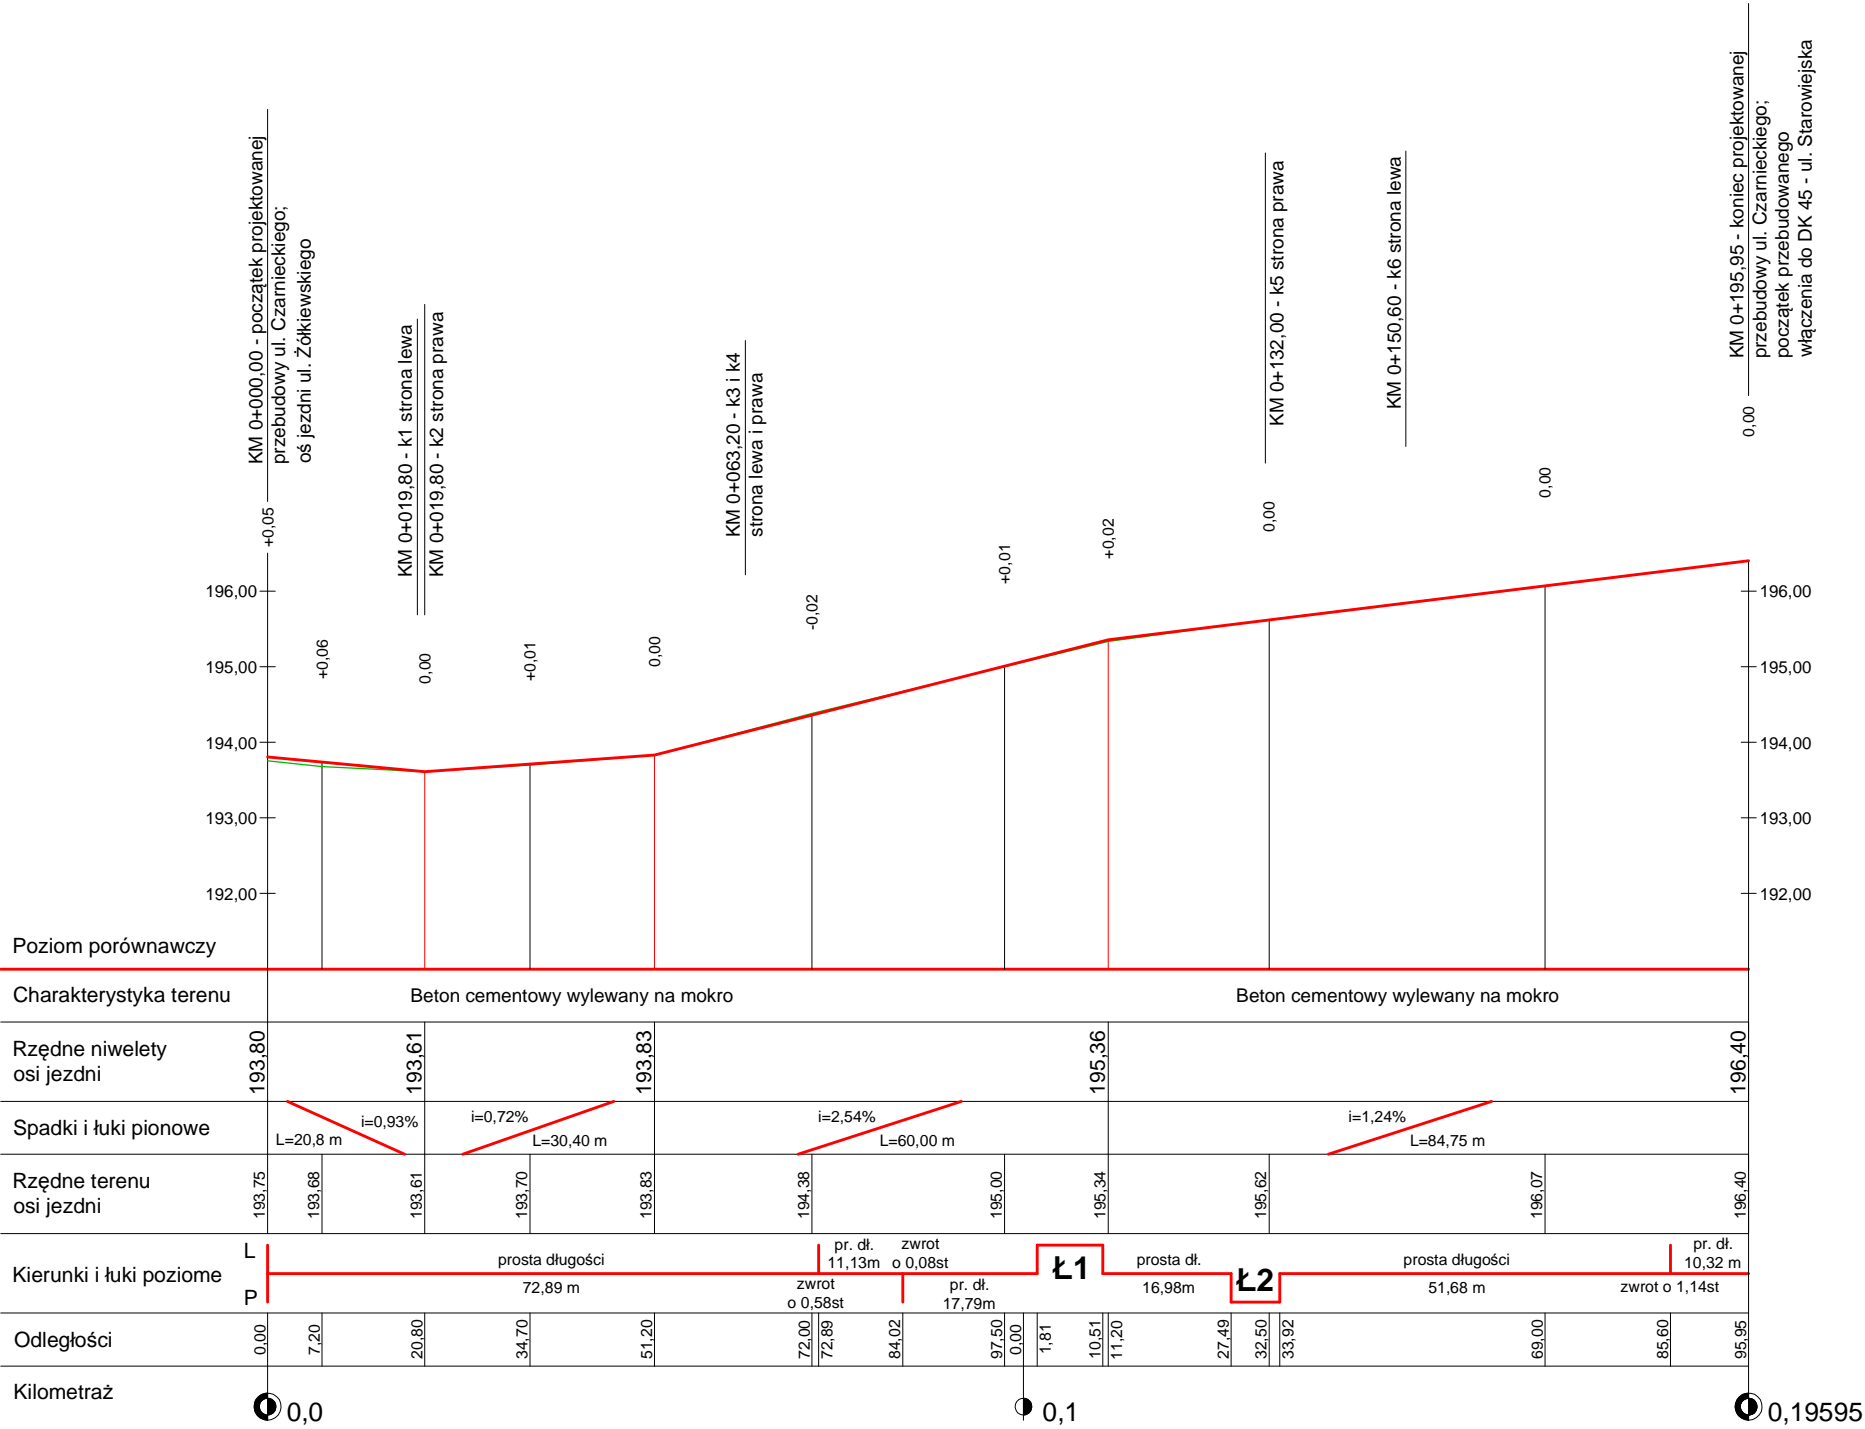 KM 0+000,00 - początek projektowanej
przebudowy ul. Czarnieckiego;
oś jezdni ul. Żółkiewskiego
KM 0+019,80 - k1 strona lewa
KM 0+019,80 - k2 strona prawa
KM 0+063,20 - k3 i k4
strona lewa i prawa
KM 0+132,00 - k5 strona prawa
KM 0+150,60 - k6 strona lewa
KM 0+195,95 - koniec projektowanej
przebudowy ul. Czarnieckiego;
początek przebudowanego
włączenia do DK 45 - ul. Starowiejska
+0,05
+0,06
0,00
+0,01
0,00
-0,02
+0,01
+0,02
0,00
0,00
0,00
196,00
195,00
194,00
193,00
192,00
196,00
195,00
194,00
193,00
192,00
Poziom porównawczy
Charakterystyka terenu
Beton cementowy wylewany na mokro
Beton cementowy wylewany na mokro
Rzędne niwelety
osi jezdni
193,80
193,61
193,83
195,36
196,40
Spadki i łuki pionowe
i=0,93%
L=20,8 m
i=0,72%
L=30,40 m
i=2,54%
L=60,00 m
i=1,24%
L=84,75 m
Rzędne terenu
osi jezdni
193,75
193,68
193,61
193,70
193,83
194,38
195,00
195,34
195,62
196,07
196,40
Kierunki i łuki poziome
L
P
prosta długości
72,89 m
pr. dł.
11,13m
zwrot
o 0,58st
zwrot
o 0,08st
pr. dł.
17,79m
Ł1
prosta dł.
16,98m
Ł2
prosta długości
51,68 m
pr. dł.
10,32 m
zwrot o 1,14st
Odległości
0,00
7,20
20,80
34,70
51,20
72,00
72,89
84,02
97,50
0,00
1,81
10,51
11,20
27,49
32,50
33,92
69,00
85,60
95,95
Kilometraż
0,0
0,1
0,19595